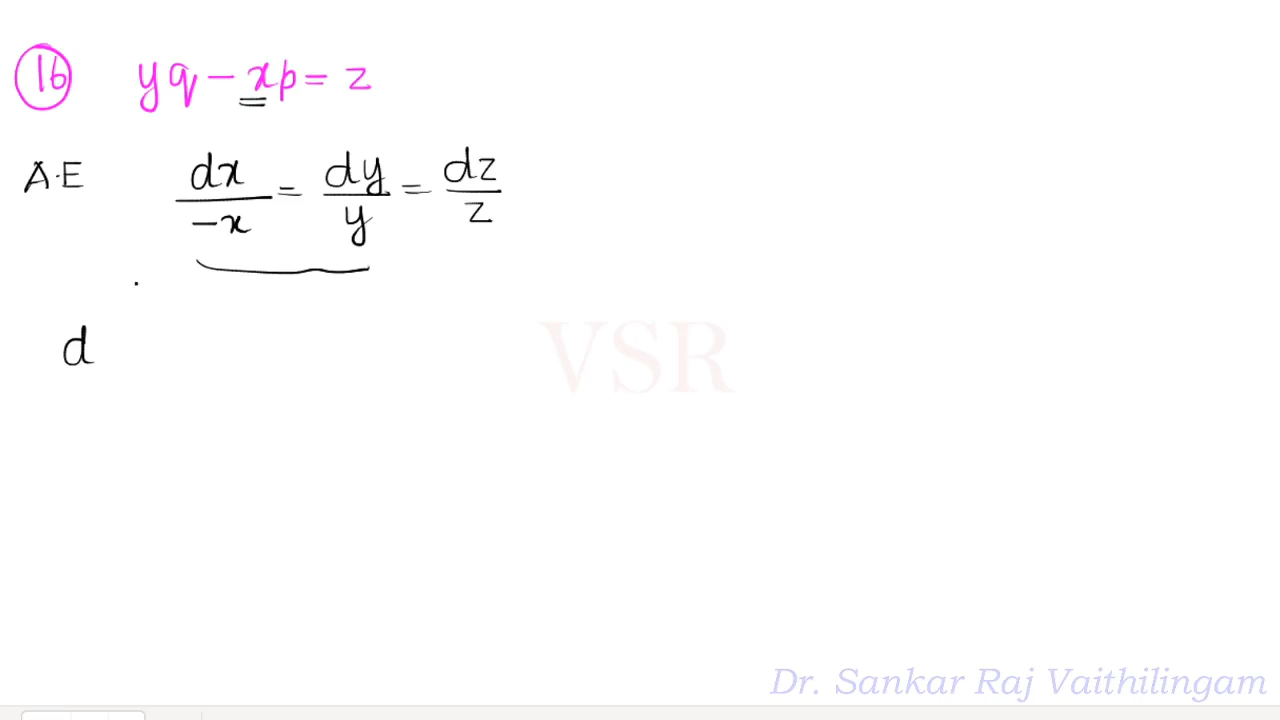 16 yq - xp = z
A.E dx/-x = dy/y = dz/z
d
VSR
Dr. Sankar Raj Vaithilingam